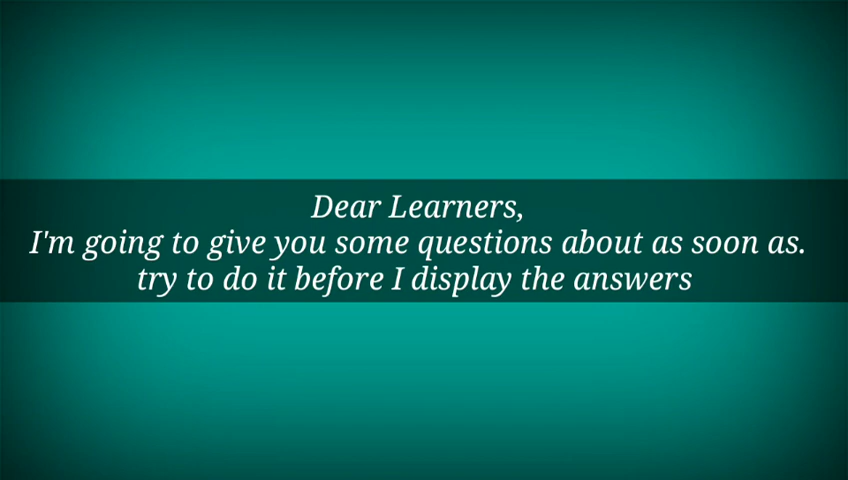 Dear Learners,
I'm going to give you some questions about as soon as.
try to do it before I display the answers